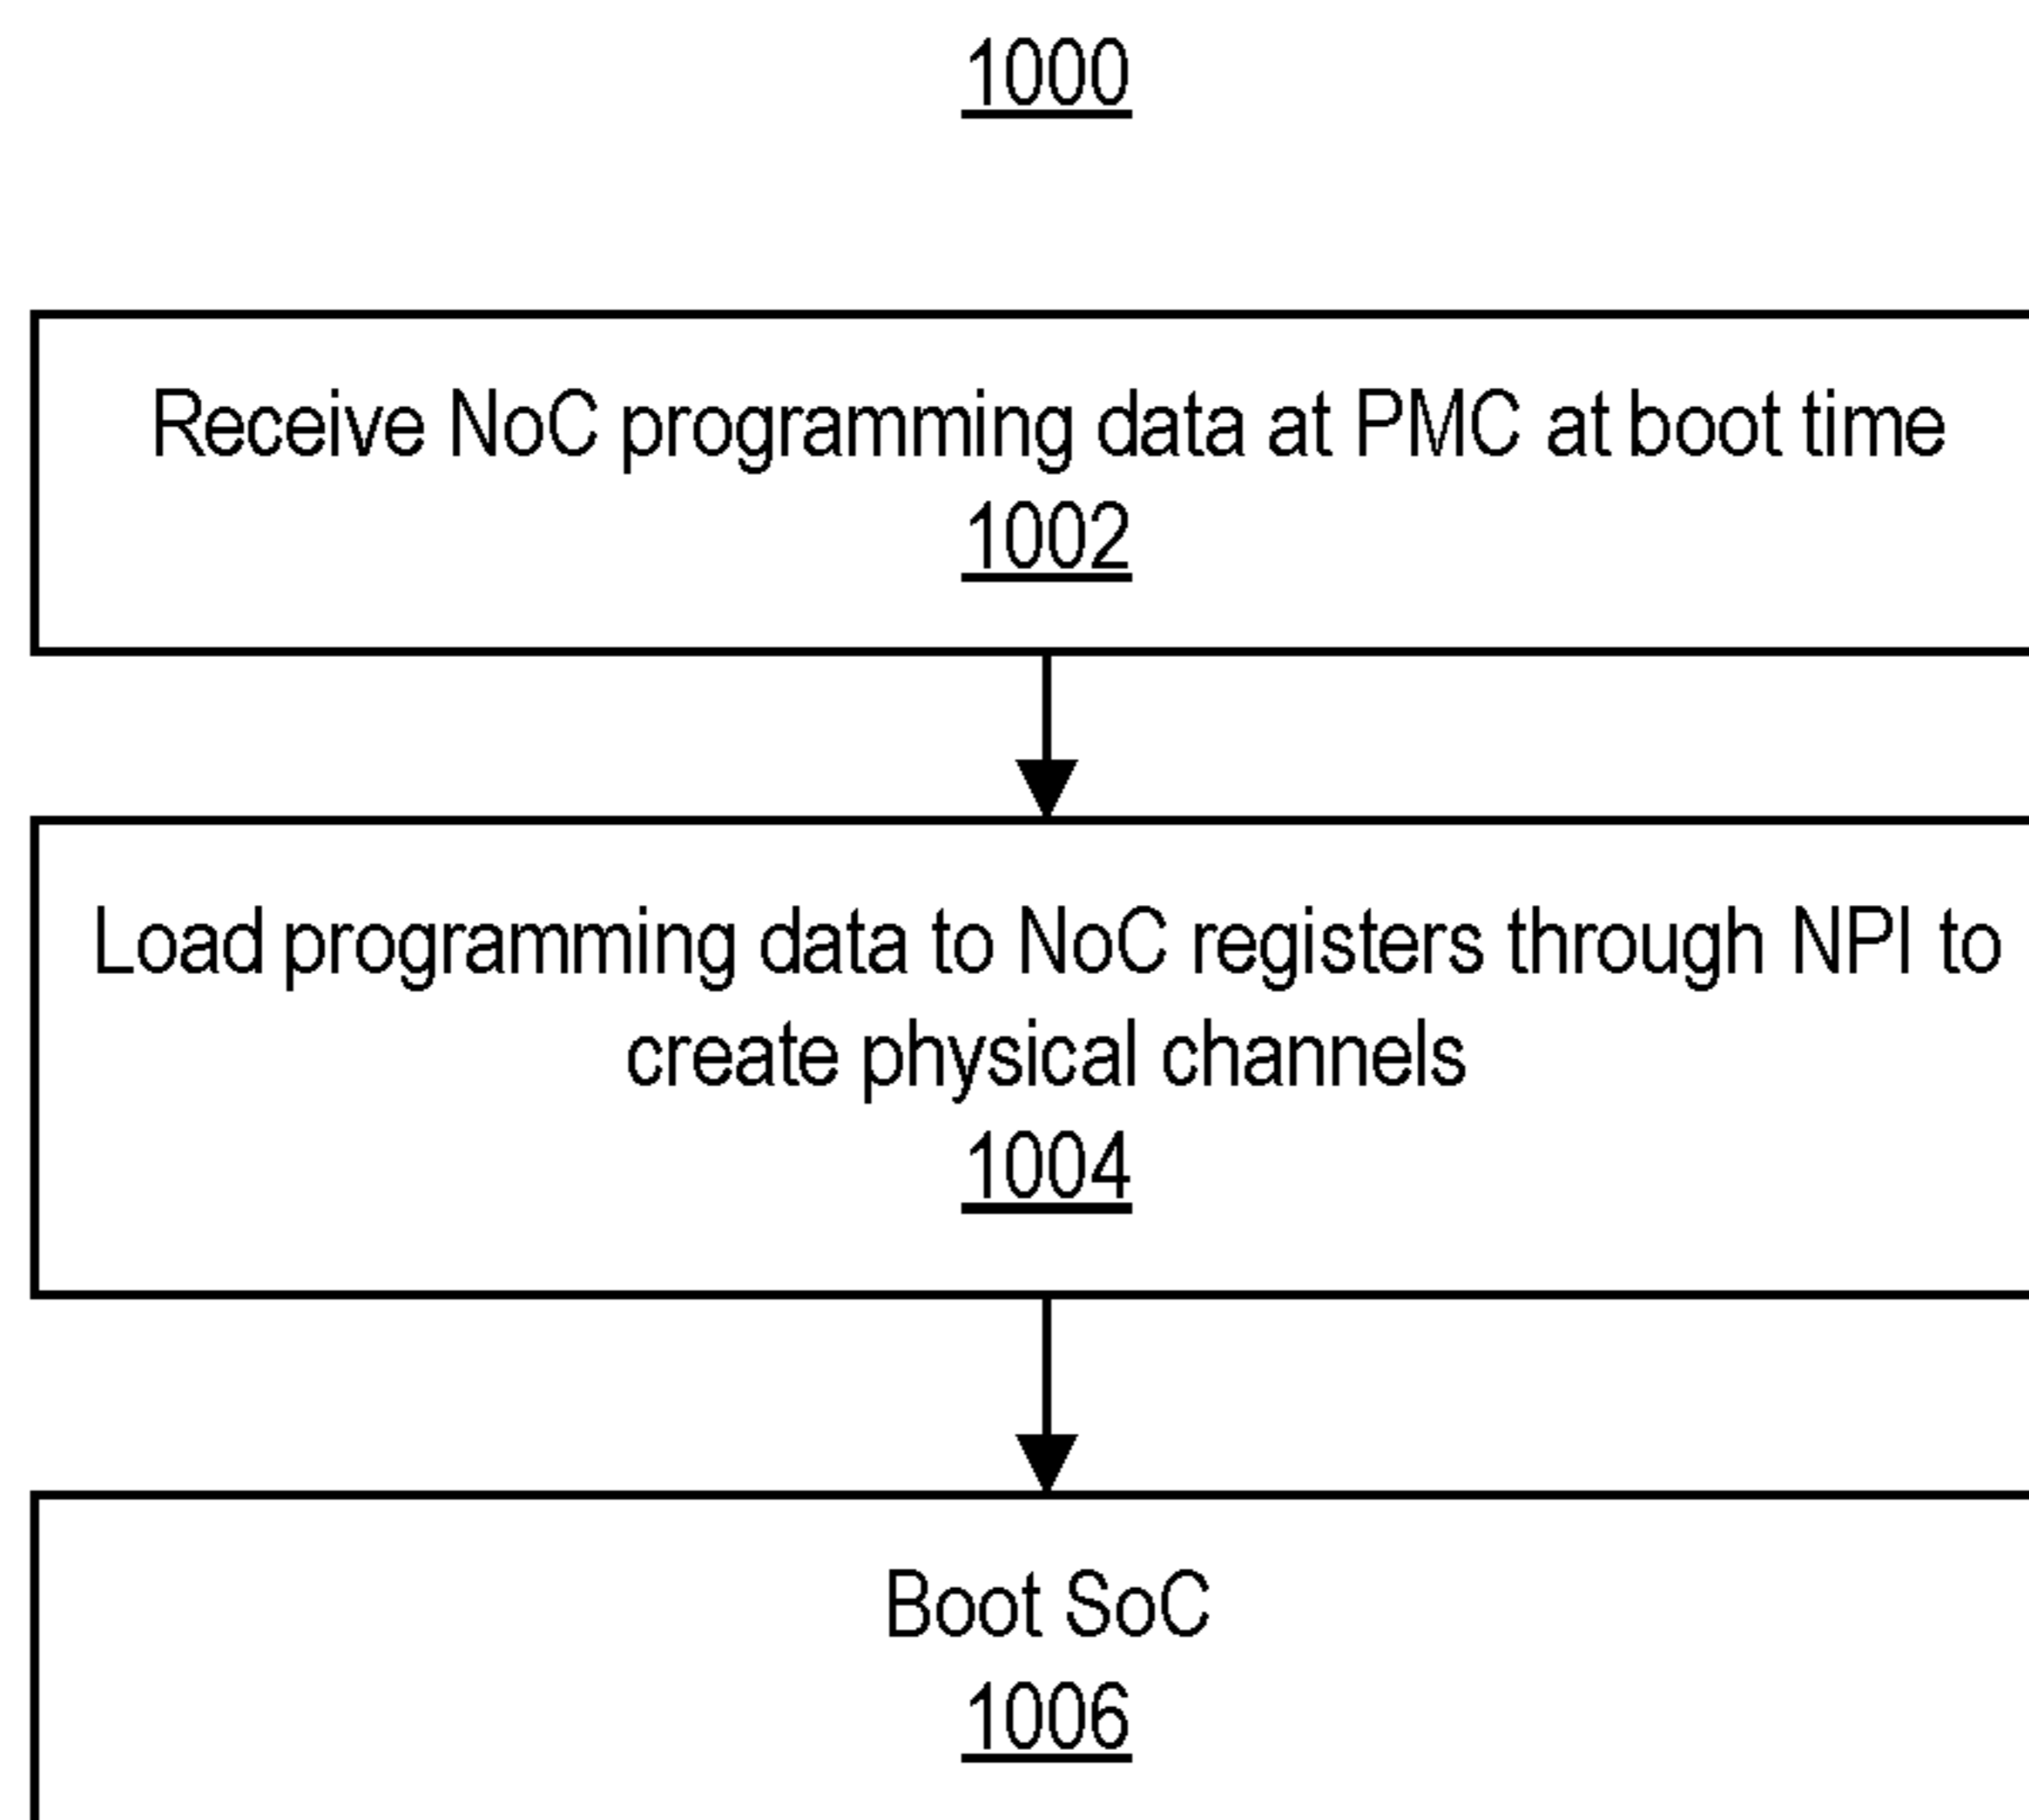 1000
Receive NoC programming data at PMC at boot time
1002
Load programming data to NoC registers through NPI to
create physical channels
1004
Boot SoC
1006